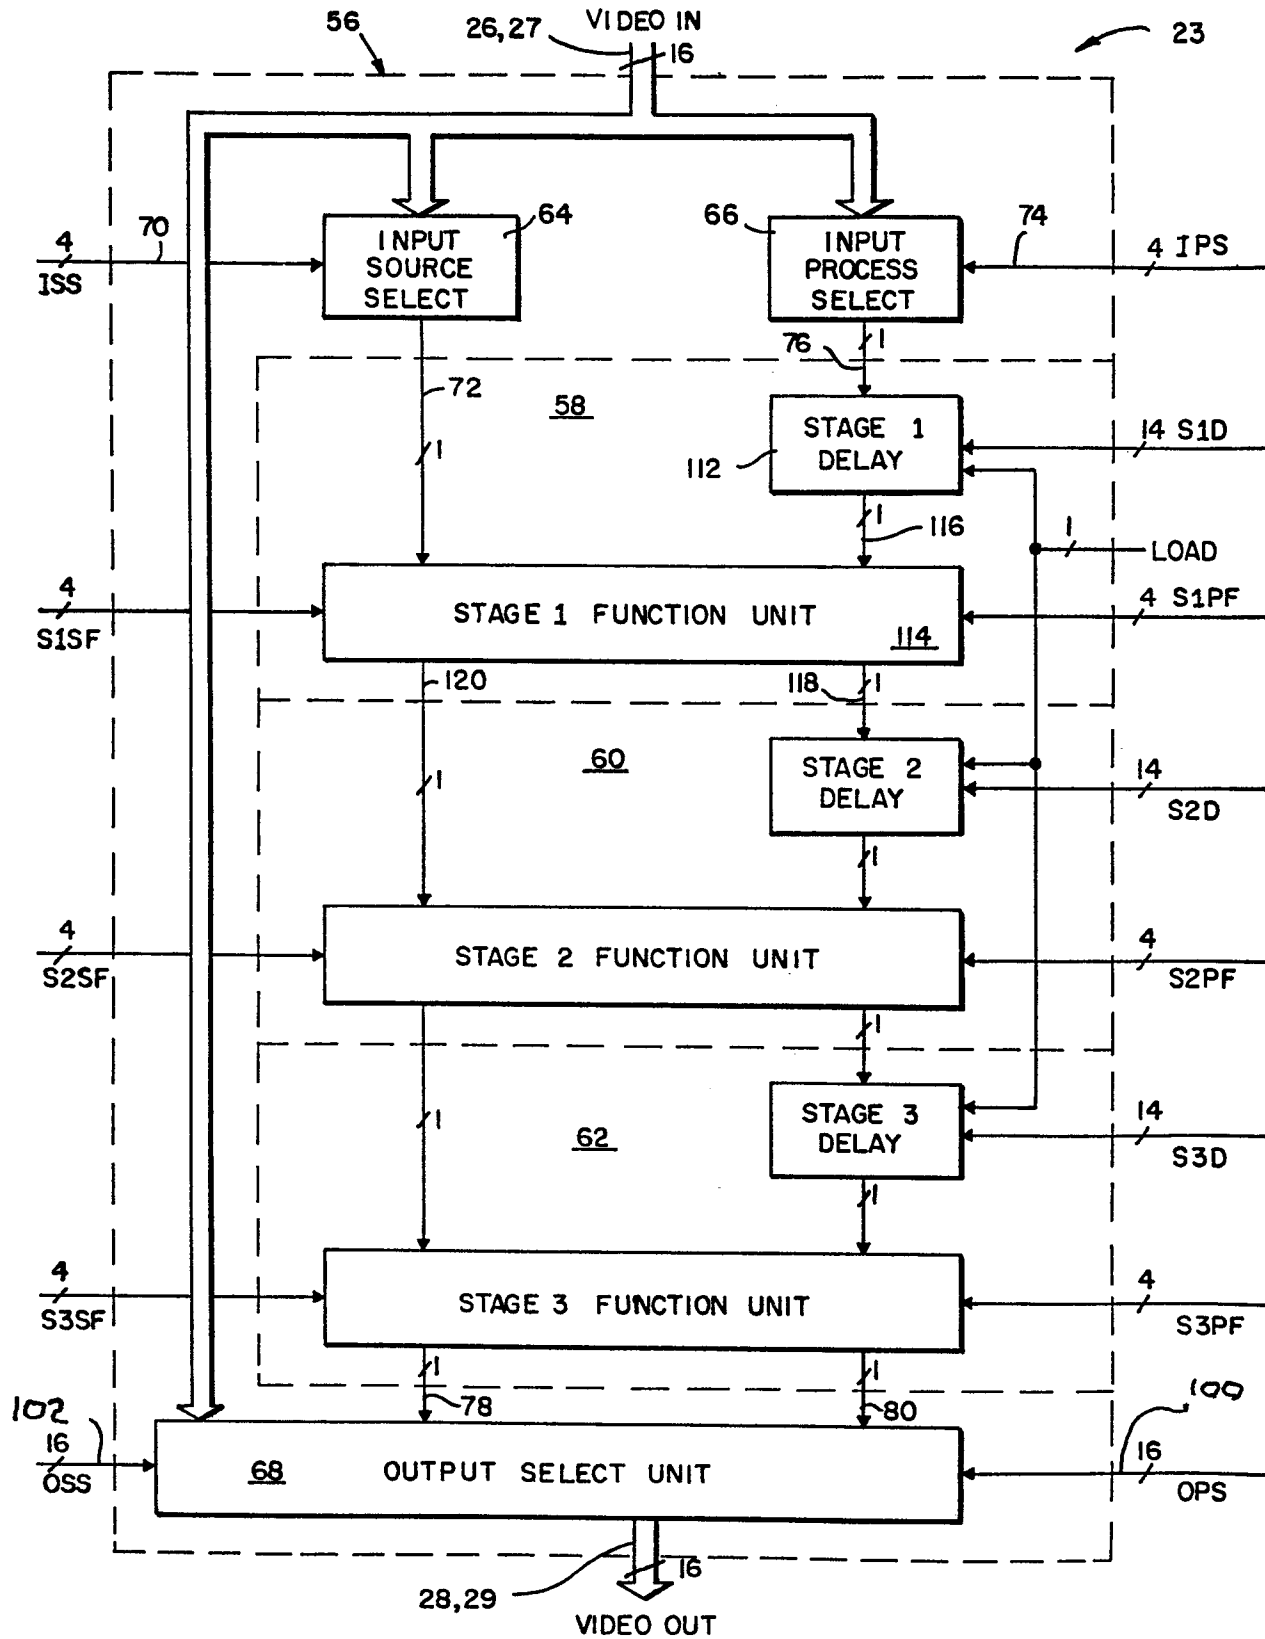 VIDEO IN
56
26,27
16
23
INPUT
SOURCE
SELECT
64
66
INPUT
PROCESS
SELECT
4
70
ISS
74
4 IPS
1
76
72
58
1
STAGE 1
DELAY
112
14 S1D
1
116
1
LOAD
4
S1SF
STAGE 1 FUNCTION UNIT
114
4 S1PF
120
118
1
60
1
STAGE 2
DELAY
14
S2D
1
4
S2SF
STAGE 2 FUNCTION UNIT
4
S2PF
1
1
62
STAGE 3
DELAY
14
S3D
1
4
S3SF
STAGE 3 FUNCTION UNIT
4
S3PF
1
78
1
80
100
102
16
OSS
68 OUTPUT SELECT UNIT
16
OPS
16
28,29
VIDEO OUT